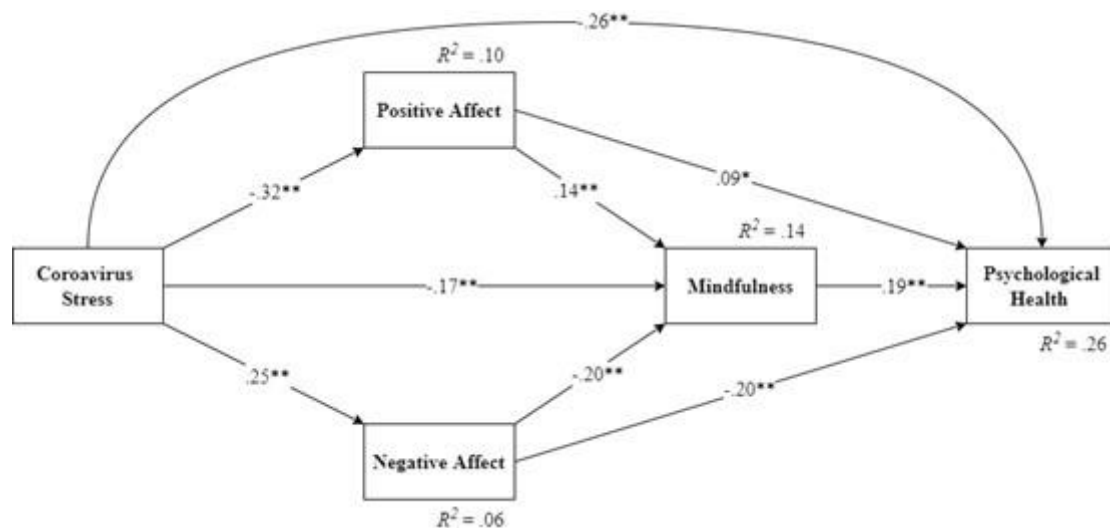 -.26**
R² = .10
Positive Affect
-.32**
.14**
.09*
R² = .14
Coroavirus
Stress
-.17**
Mindfulness
.19**
Psychological
Health
R² = .26
.25**
-.20**
-.20**
Negative Affect
R² = .06